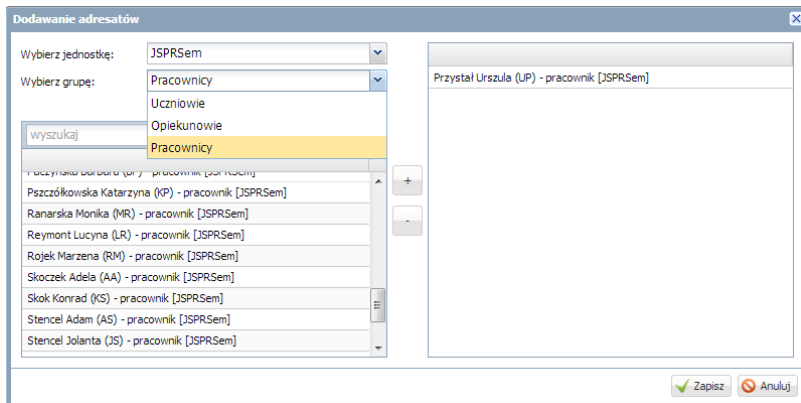 Dodawanie adresatów
Wybierz jednostkę: JSPRSem
Wybierz grupę: Pracownicy
Uczniowie
Opiekunowie
Pracownicy
wyszukaj
Pszczółkowska Katarzyna (KP) - pracownik [JSPRSem]
Ranarska Monika (MR) - pracownik [JSPRSem]
Reymont Lucyna (LR) - pracownik [JSPRSem]
Rojek Marzena (RM) - pracownik [JSPRSem]
Skoczek Adela (AA) - pracownik [JSPRSem]
Skok Konrad (KS) - pracownik [JSPRSem]
Stencel Adam (AS) - pracownik [JSPRSem]
Stencel Jolanta (JS) - pracownik [JSPRSem]
+
-
Przystał Urszula (UP) - pracownik [JSPRSem]
Zapisz Anuluj